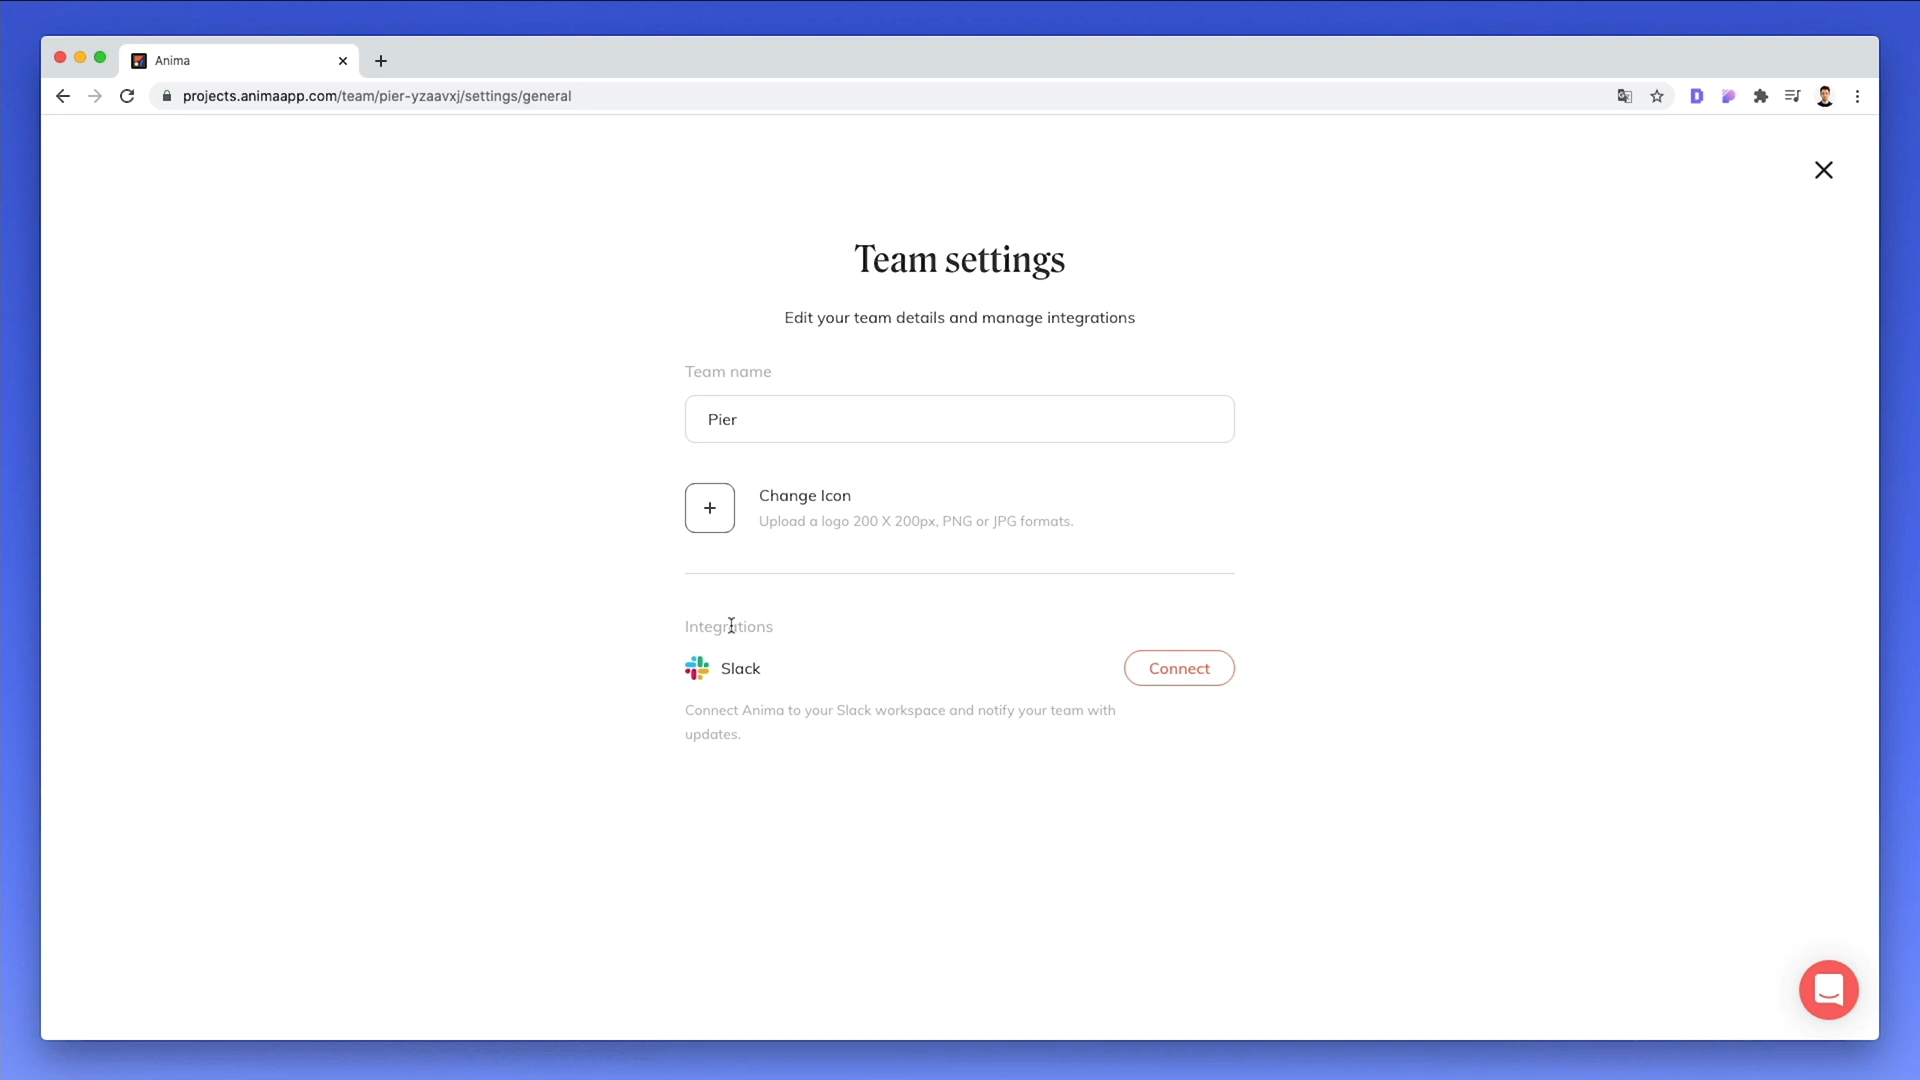 Anima
projects.animaapp.com/team/pier-yzaavxj/settings/general
Team settings
Edit your team details and manage integrations
Team name
Pier
Change Icon
Upload a logo 200 X 200px, PNG or JPG formats.
Integrations
Slack
Connect
Connect Anima to your Slack workspace and notify your team with
updates.